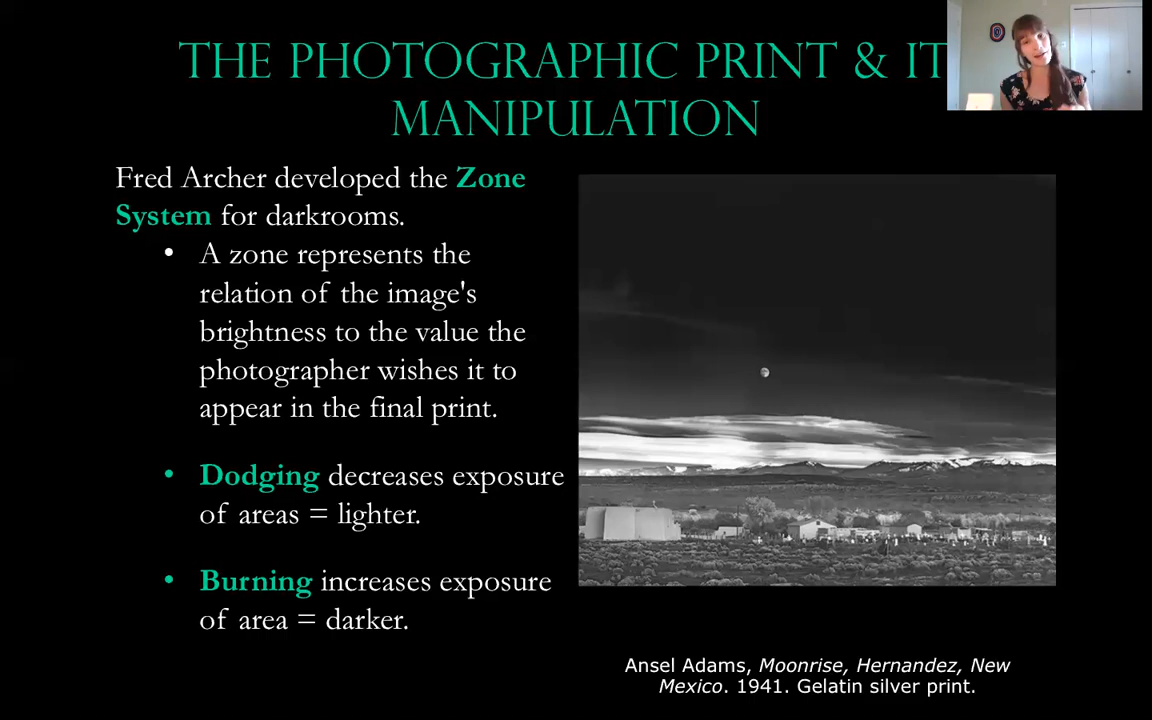 THE PHOTOGRAPHIC PRINT & IT
MANIPULATION
Fred Archer developed the Zone
System for darkrooms.
• A zone represents the
relation of the image's
brightness to the value the
photographer wishes it to
appear in the final print.
• Dodging decreases exposure
of areas = lighter.
• Burning increases exposure
of area = darker.
Ansel Adams, Moonrise, Hernandez, New
Mexico. 1941. Gelatin silver print.